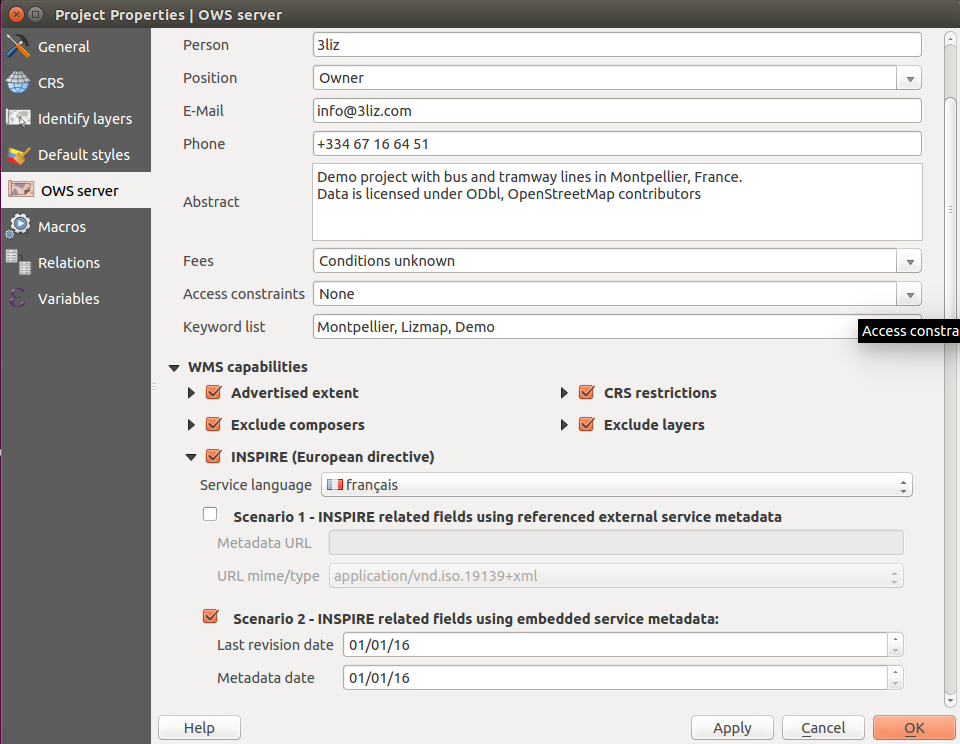 Project Properties | OWS server
General
CRS
Identify layers
Default styles
OWS server
Macros
Relations
Variables
Person 3liz
Position Owner
E-Mail info@3liz.com
Phone +334 67 16 64 51
Abstract
Demo project with bus and tramway lines in Montpellier, France.
Data is licensed under ODbl, OpenStreetMap contributors
Fees Conditions unknown
Access constraints None
Keyword list Montpellier, Lizmap, Demo
Access constra
WMS capabilities
Advertised extent CRS restrictions
Exclude composers Exclude layers
INSPIRE (European directive)
Service language français
Scenario 1 - INSPIRE related fields using referenced external service metadata
Metadata URL
URL mime/type application/vnd.iso.19139+xml
Scenario 2 - INSPIRE related fields using embedded service metadata:
Last revision date 01/01/16
Metadata date 01/01/16
Help Apply Cancel OK